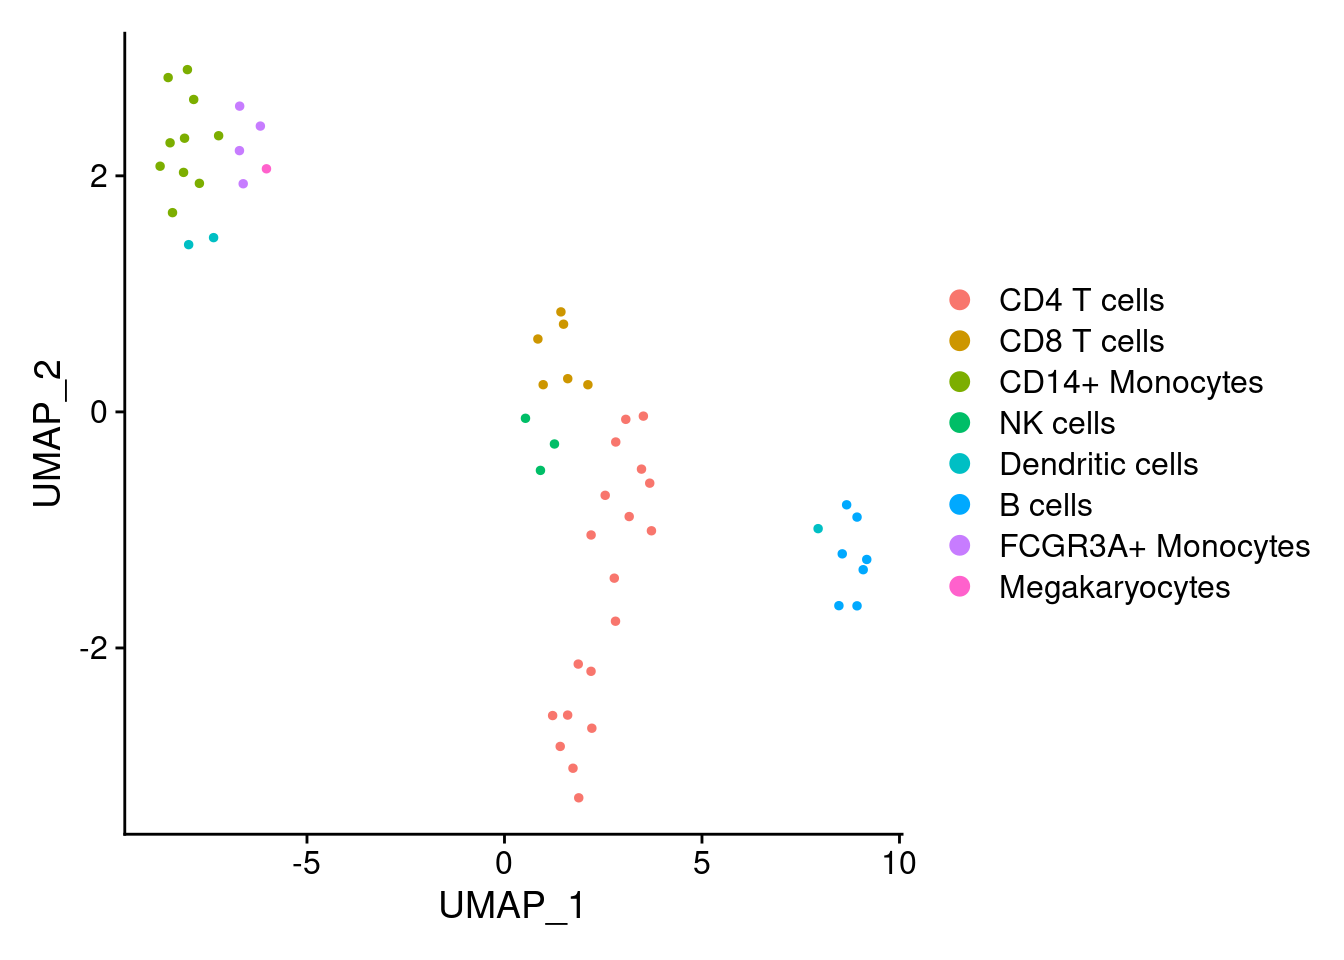 2
0
-2
UMAP_2
-5
0
5
10
UMAP_1
CD4 T cells
CD8 T cells
CD14+ Monocytes
NK cells
Dendritic cells
B cells
FCGR3A+ Monocytes
Megakaryocytes